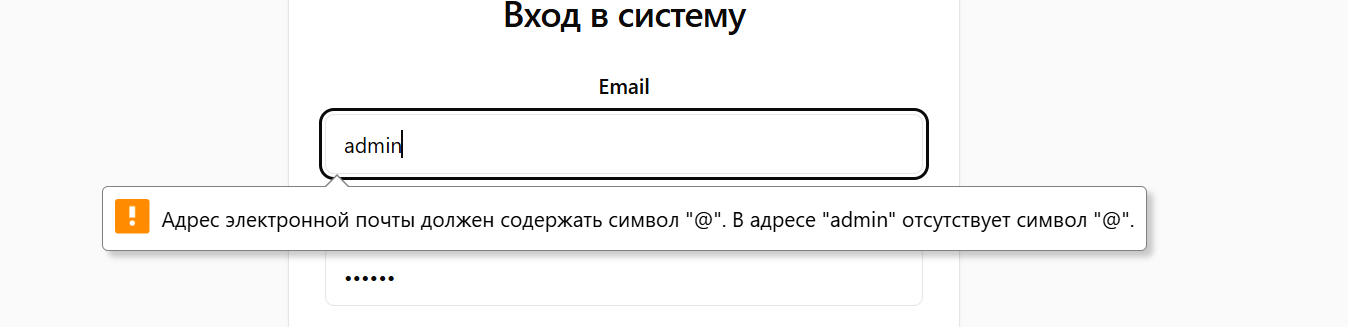 Вход в систему
Email
admin
Адрес электронной почты должен содержать символ "@". В адресе "admin" отсутствует символ "@".
••••••